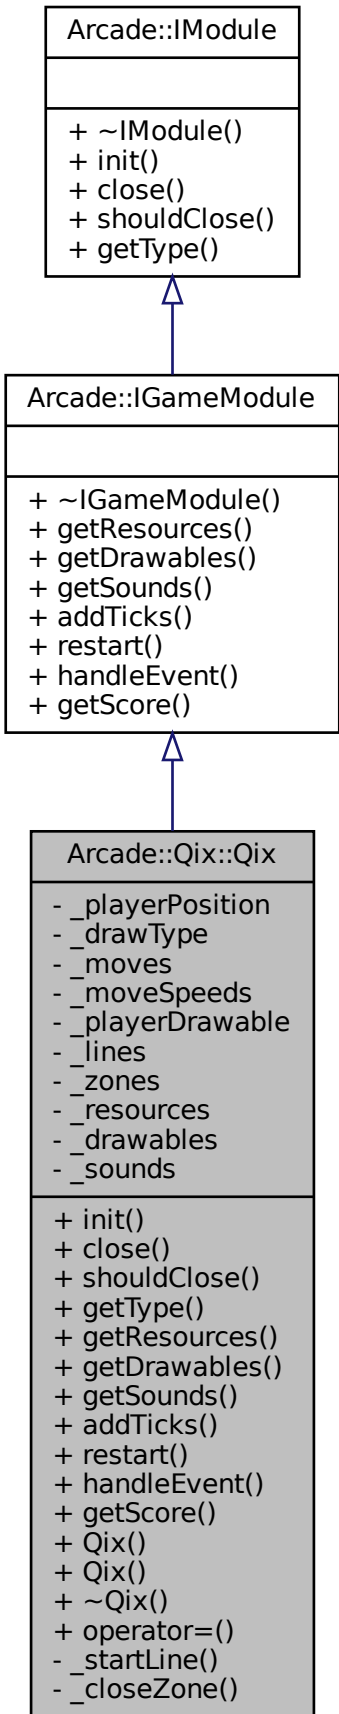 Arcade::IModule
+ ~IModule()
+ init()
+ close()
+ shouldClose()
+ getType()
Arcade::IGameModule
+ ~IGameModule()
+ getResources()
+ getDrawables()
+ getSounds()
+ addTicks()
+ restart()
+ handleEvent()
+ getScore()
Arcade::Qix::Qix
- _playerPosition
- _drawType
- _moves
- _moveSpeeds
- _playerDrawable
- _lines
- _zones
- _resources
- _drawables
- _sounds
+ init()
+ close()
+ shouldClose()
+ getType()
+ getResources()
+ getDrawables()
+ getSounds()
+ addTicks()
+ restart()
+ handleEvent()
+ getScore()
+ Qix()
+ Qix()
+ ~Qix()
+ operator=()
- _startLine()
- _closeZone()